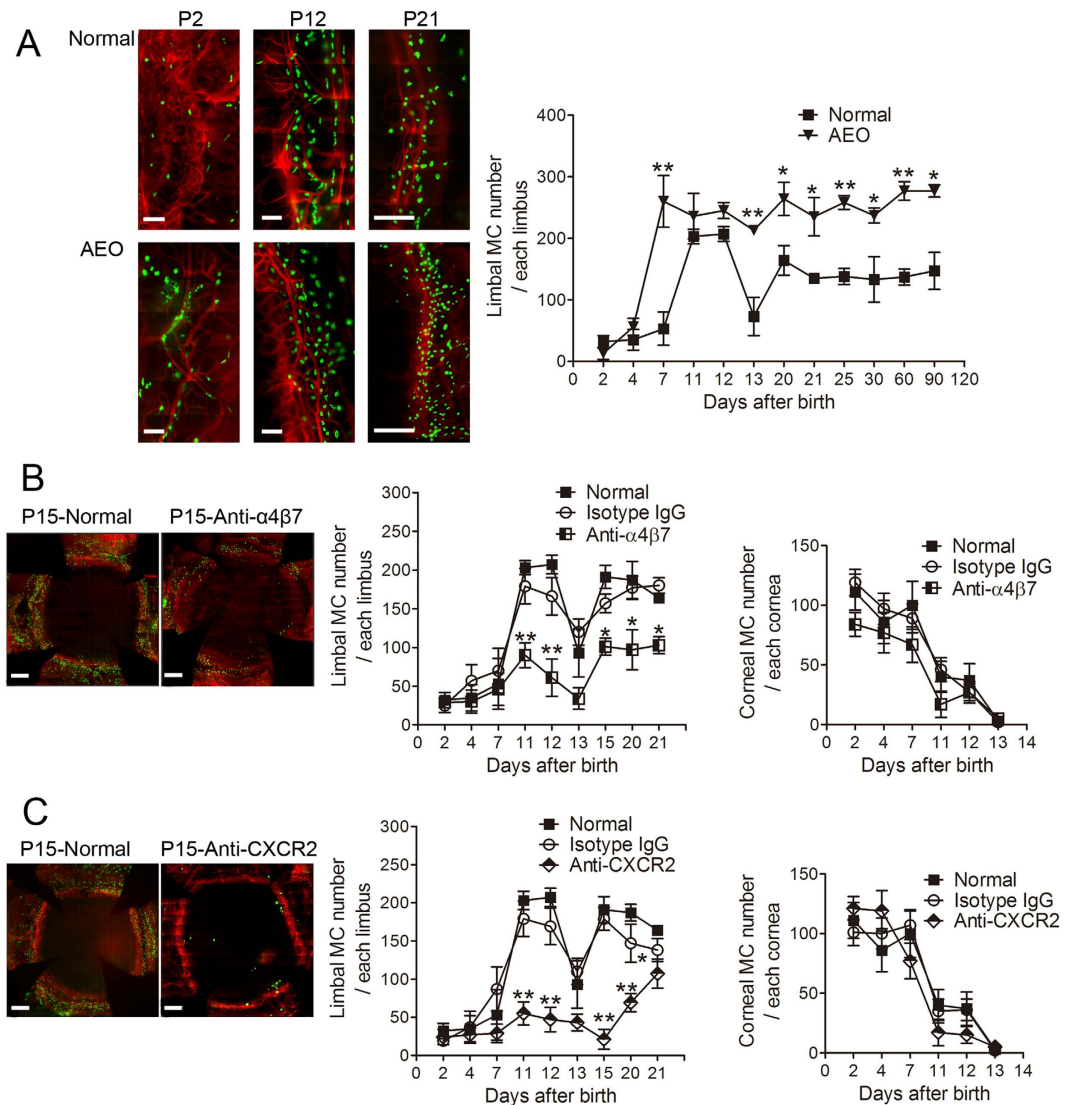 A
P2 P12 P21
Normal
AEO
Normal
AEO
400
300
200
100
0
Limbal MC number
/ each limbus
** ** * * ** * ** *
0 2 4 7 11 12 13 20 21 25 30 60 90 120
Days after birth
B
P15-Normal P15-Anti-α4β7
Normal
Isotype IgG
Anti-α4β7
300
250
200
150
100
50
0
Limbal MC number
/ each limbus
** ** * * *
0 2 4 7 11 12 13 15 20 21
Days after birth
Normal
Isotype IgG
Anti-α4β7
150
100
50
0
Corneal MC number
/ each cornea
0 2 4 7 11 12 13 14
Days after birth
C
P15-Normal P15-Anti-CXCR2
Normal
Isotype IgG
Anti-CXCR2
300
250
200
150
100
50
0
Limbal MC number
/ each limbus
** ** ** ** *
0 2 4 7 11 12 13 15 20 21
Days after birth
Normal
Isotype IgG
Anti-CXCR2
150
100
50
0
Corneal MC number
/ each cornea
0 2 4 7 11 12 13 14
Days after birth